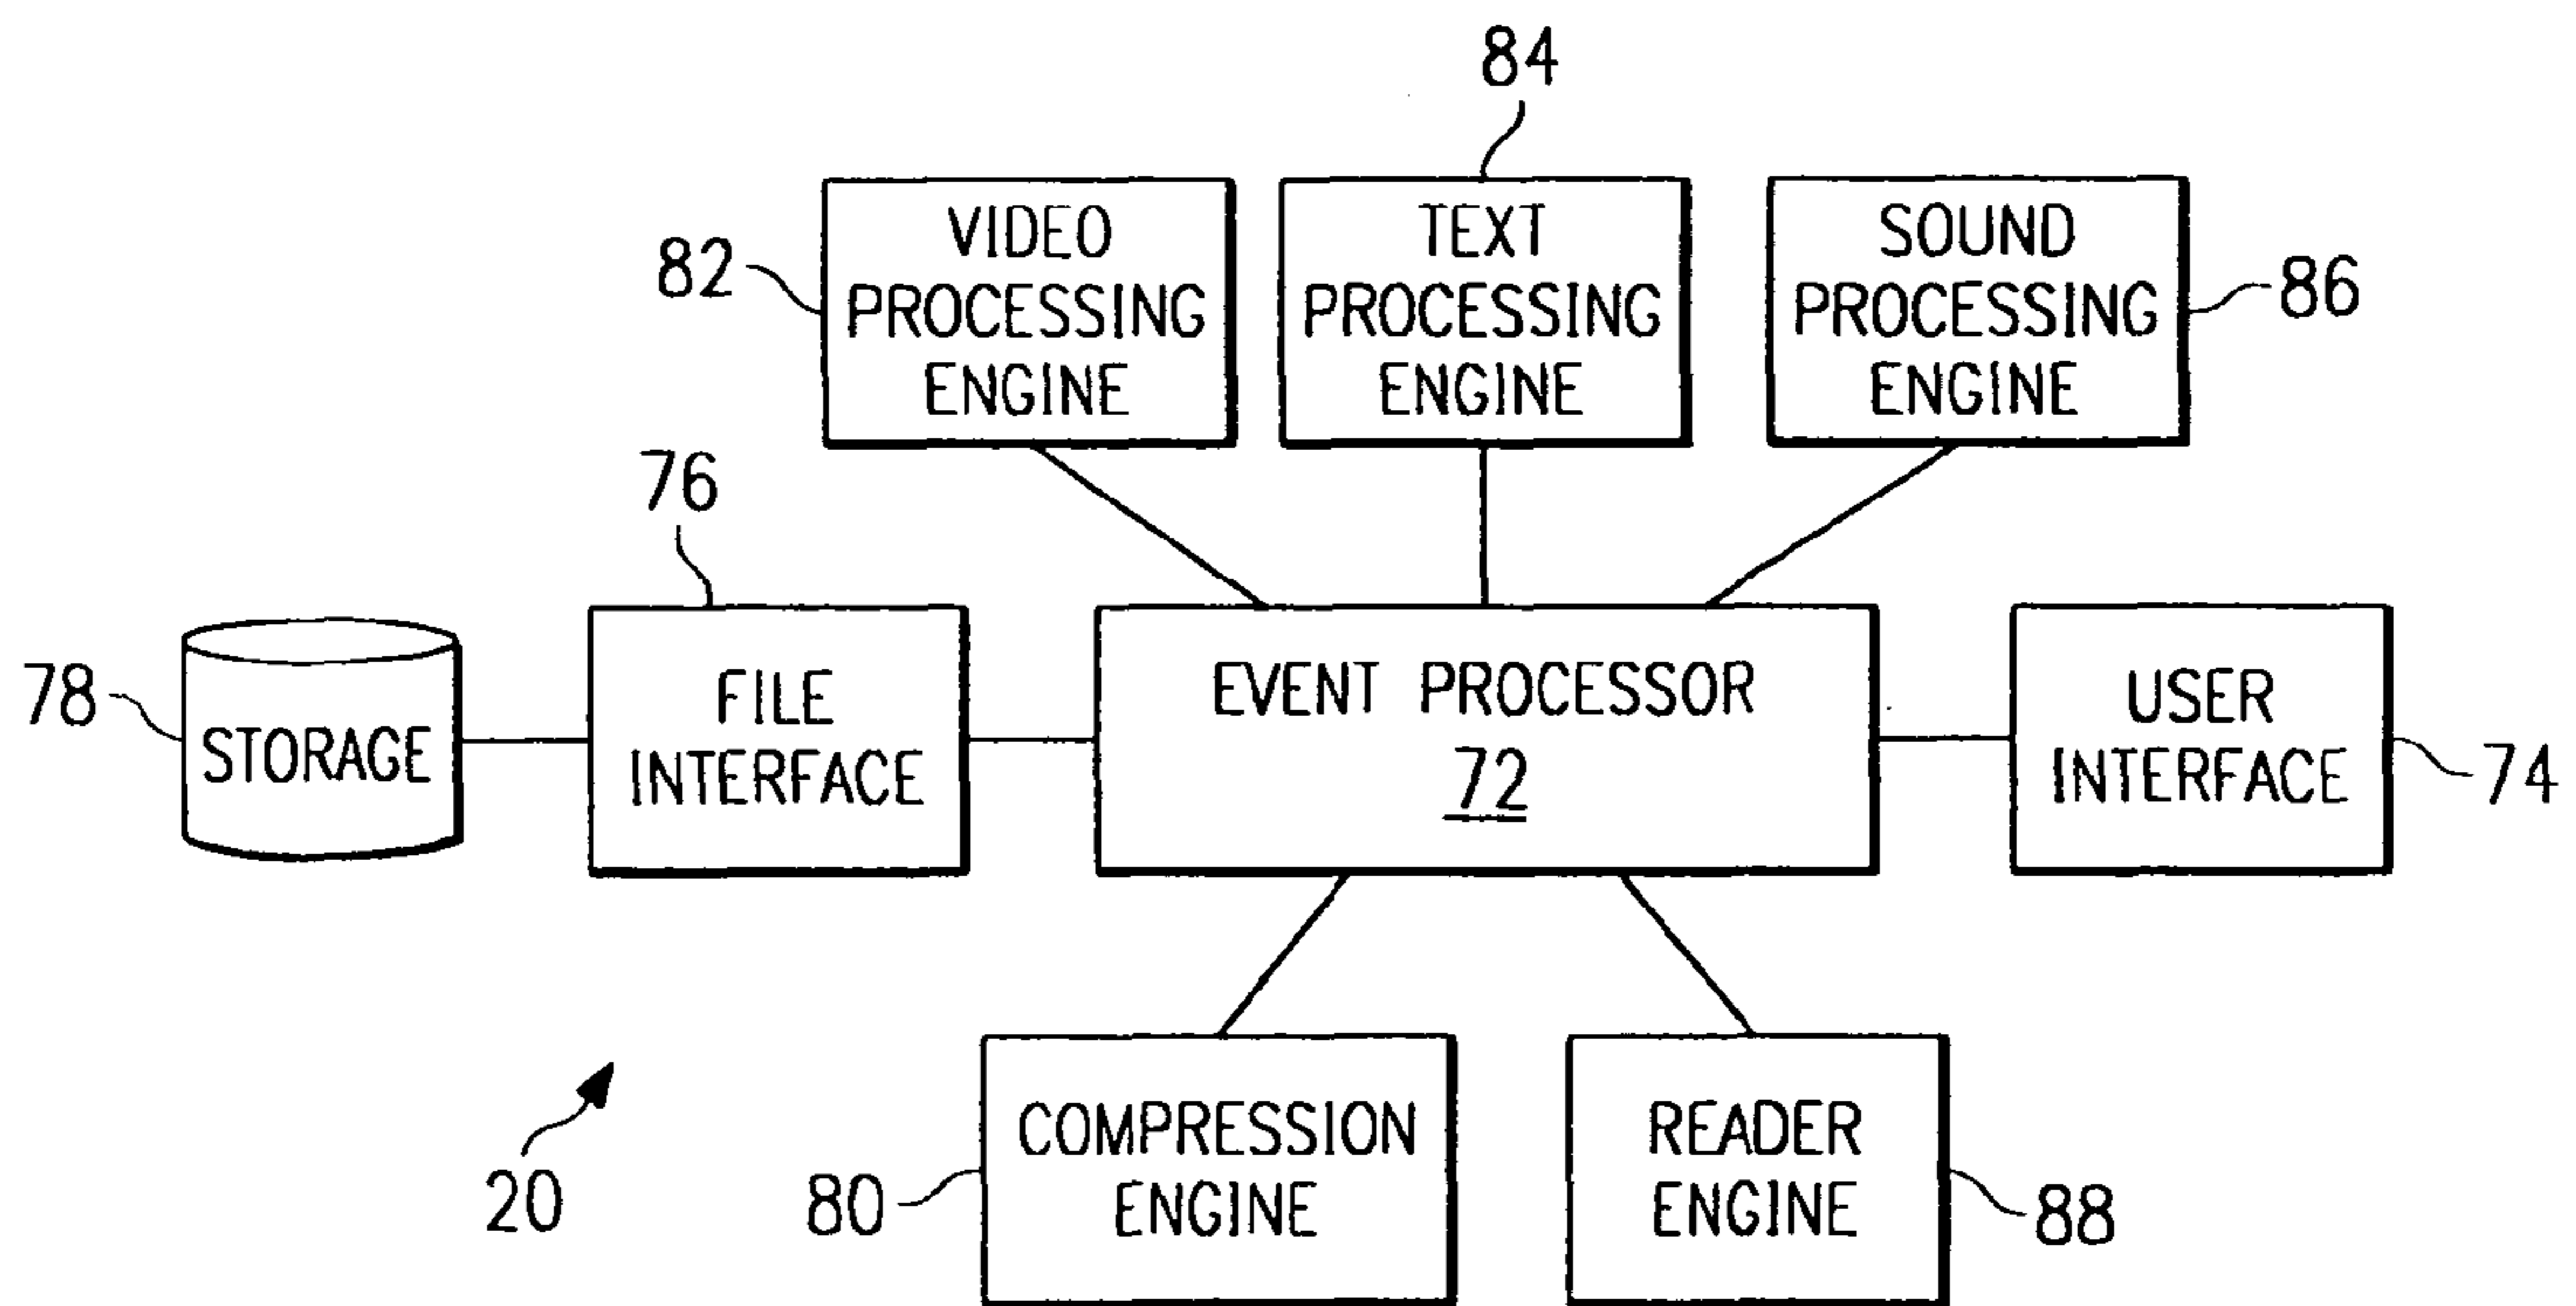 84
VIDEO
PROCESSING
ENGINE
82
TEXT
PROCESSING
ENGINE
SOUND
PROCESSING
ENGINE
86
76
78
STORAGE
FILE
INTERFACE
EVENT PROCESSOR
72
USER
INTERFACE
74
20
80
COMPRESSION
ENGINE
READER
ENGINE
88